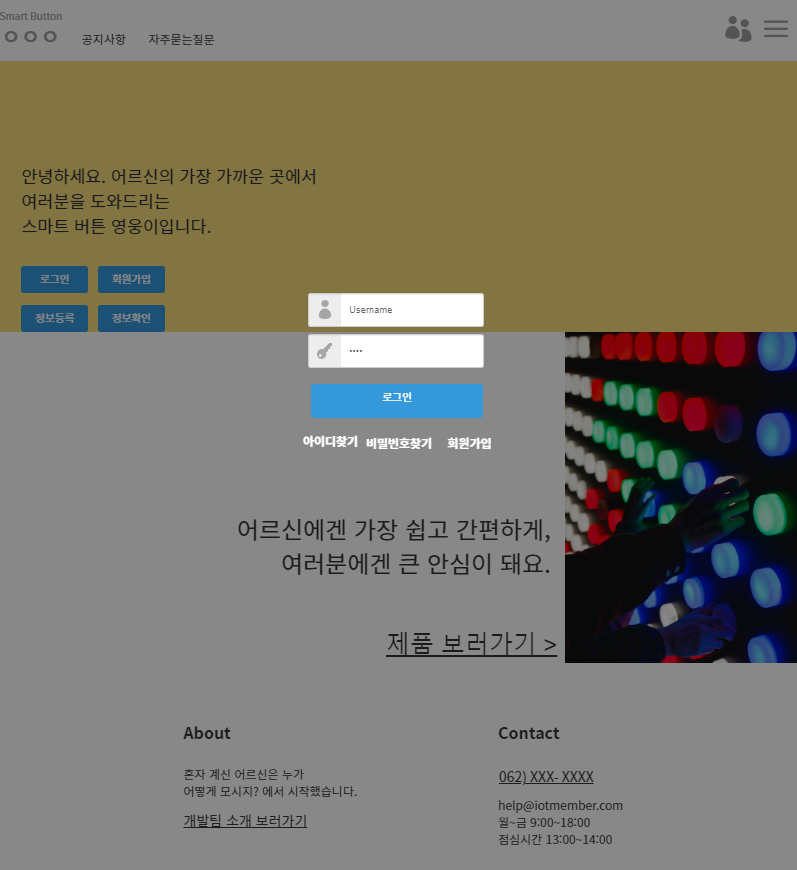 Smart Button
공지사항 자주묻는질문
안녕하세요. 어르신의 가장 가까운 곳에서
여러분을 도와드리는
스마트 버튼 영웅이입니다.
로그인 회원가입
정보등록 정보확인
Username
로그인
아이디찾기 비밀번호찾기 회원가입
어르신에겐 가장 쉽고 간편하게,
여러분에겐 큰 안심이 돼요.
제품 보러가기 >
About
혼자 계신 어르신은 누가
어떻게 모시지? 에서 시작했습니다.
개발팀 소개 보러가기
Contact
062) XXX- XXXX
help@iotmember.com
월~금 9:00~18:00
점심시간 13:00~14:00